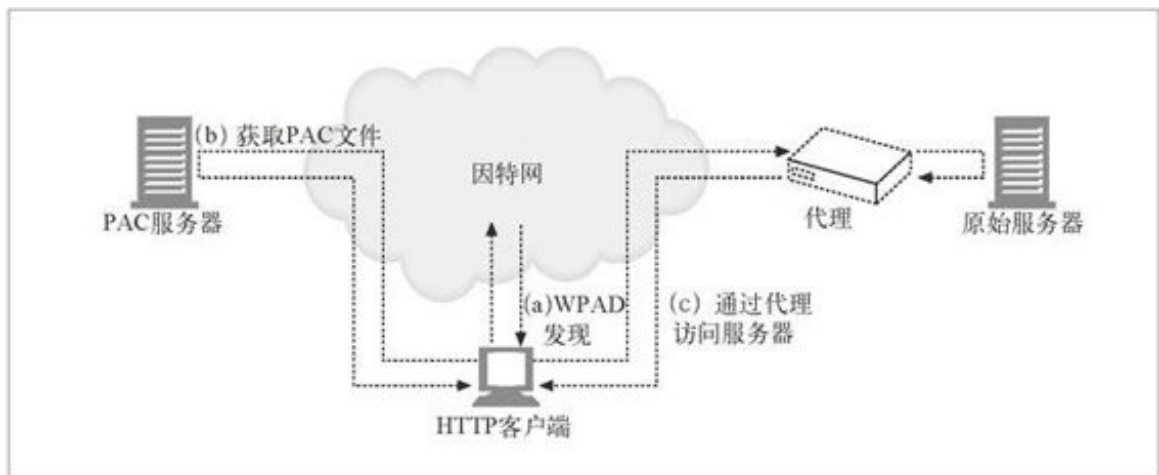 (b) 获取PAC文件
因特网
PAC服务器
代理
原始服务器
(a)WPAD
发现
(c) 通过代理
访问服务器
HTTP客户端